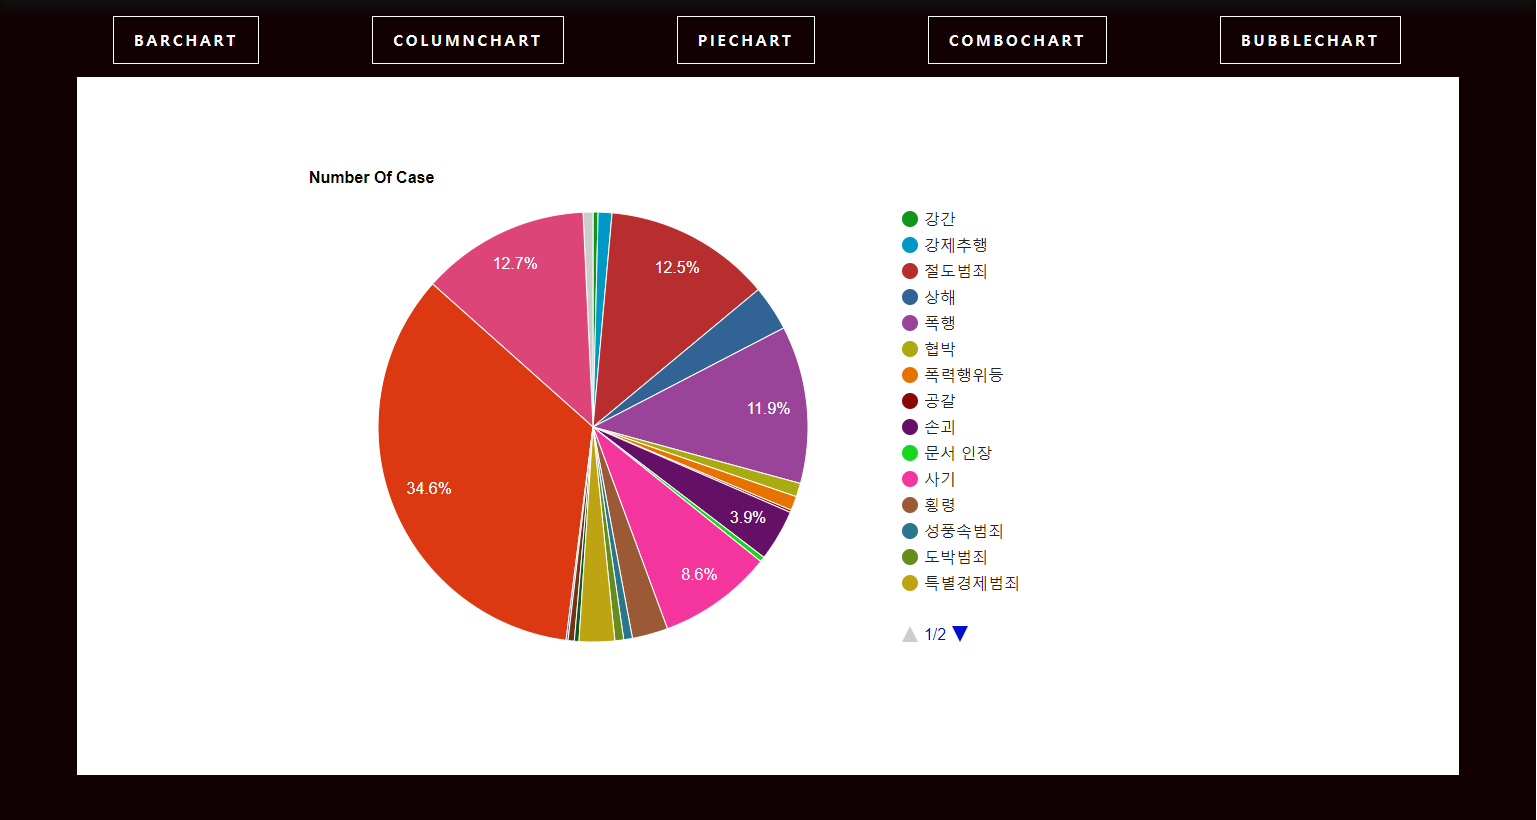 BARCHART
COLUMNCHART
PIECHART
COMBOCHART
BUBBLECHART
Number Of Case
12.7%
12.5%
11.9%
34.6%
3.9%
8.6%
강간
강제추행
절도범죄
상해
폭행
협박
폭력행위등
공갈
손괴
문서 인장
사기
횡령
성풍속범죄
도박범죄
특별경제범죄
1/2